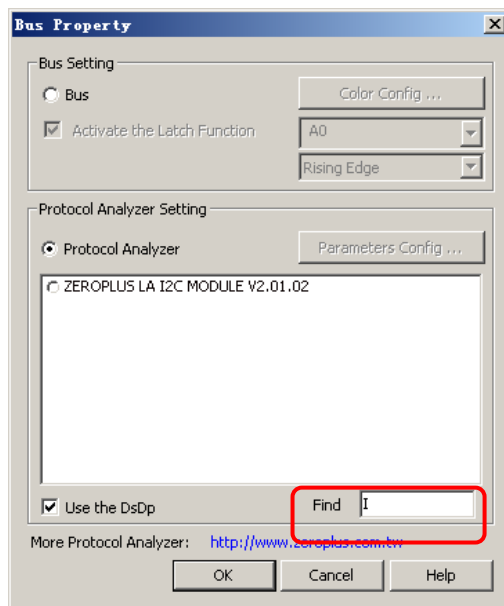 Bus Property
Bus Setting
Bus
Color Config ...
Activate the Latch Function
A0
Rising Edge
Protocol Analyzer Setting
Protocol Analyzer
Parameters Config ...
ZEROPLUS LA I2C MODULE V2.01.02
Use the DsDp
Find
I
More Protocol Analyzer: http://www.zeroplus.com.tw
OK
Cancel
Help